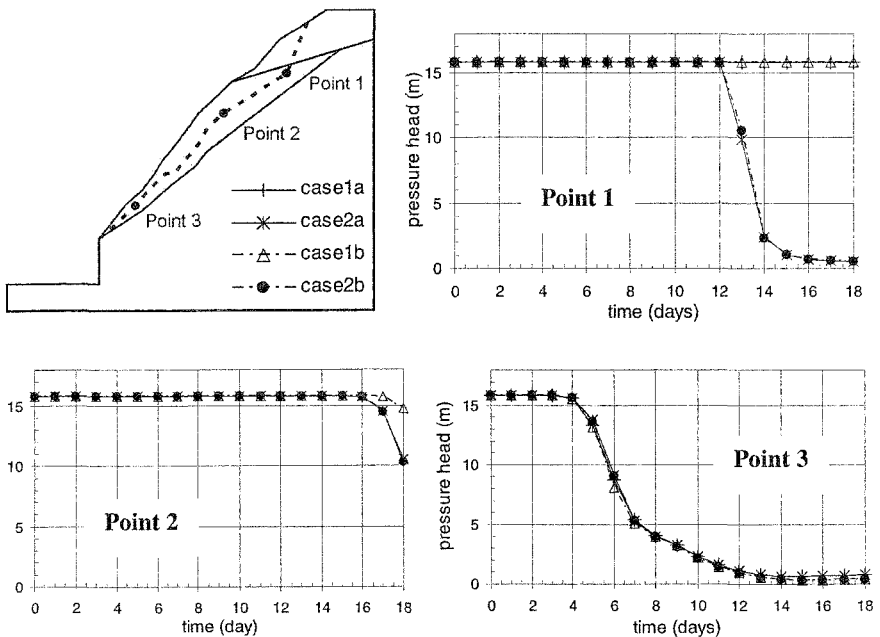 Point 1
Point 2
Point 3
case1a
case2a
case1b
case2b
pressure head (m)
15
10
5
0
Point 1
0 2 4 6 8 10 12 14 16 18
time (days)
15
10
5
0
Point 2
0 2 4 6 8 10 12 14 16 18
time (day)
pressure head (m)
15
10
5
0
Point 3
0 2 4 6 8 10 12 14 16 18
time (days)